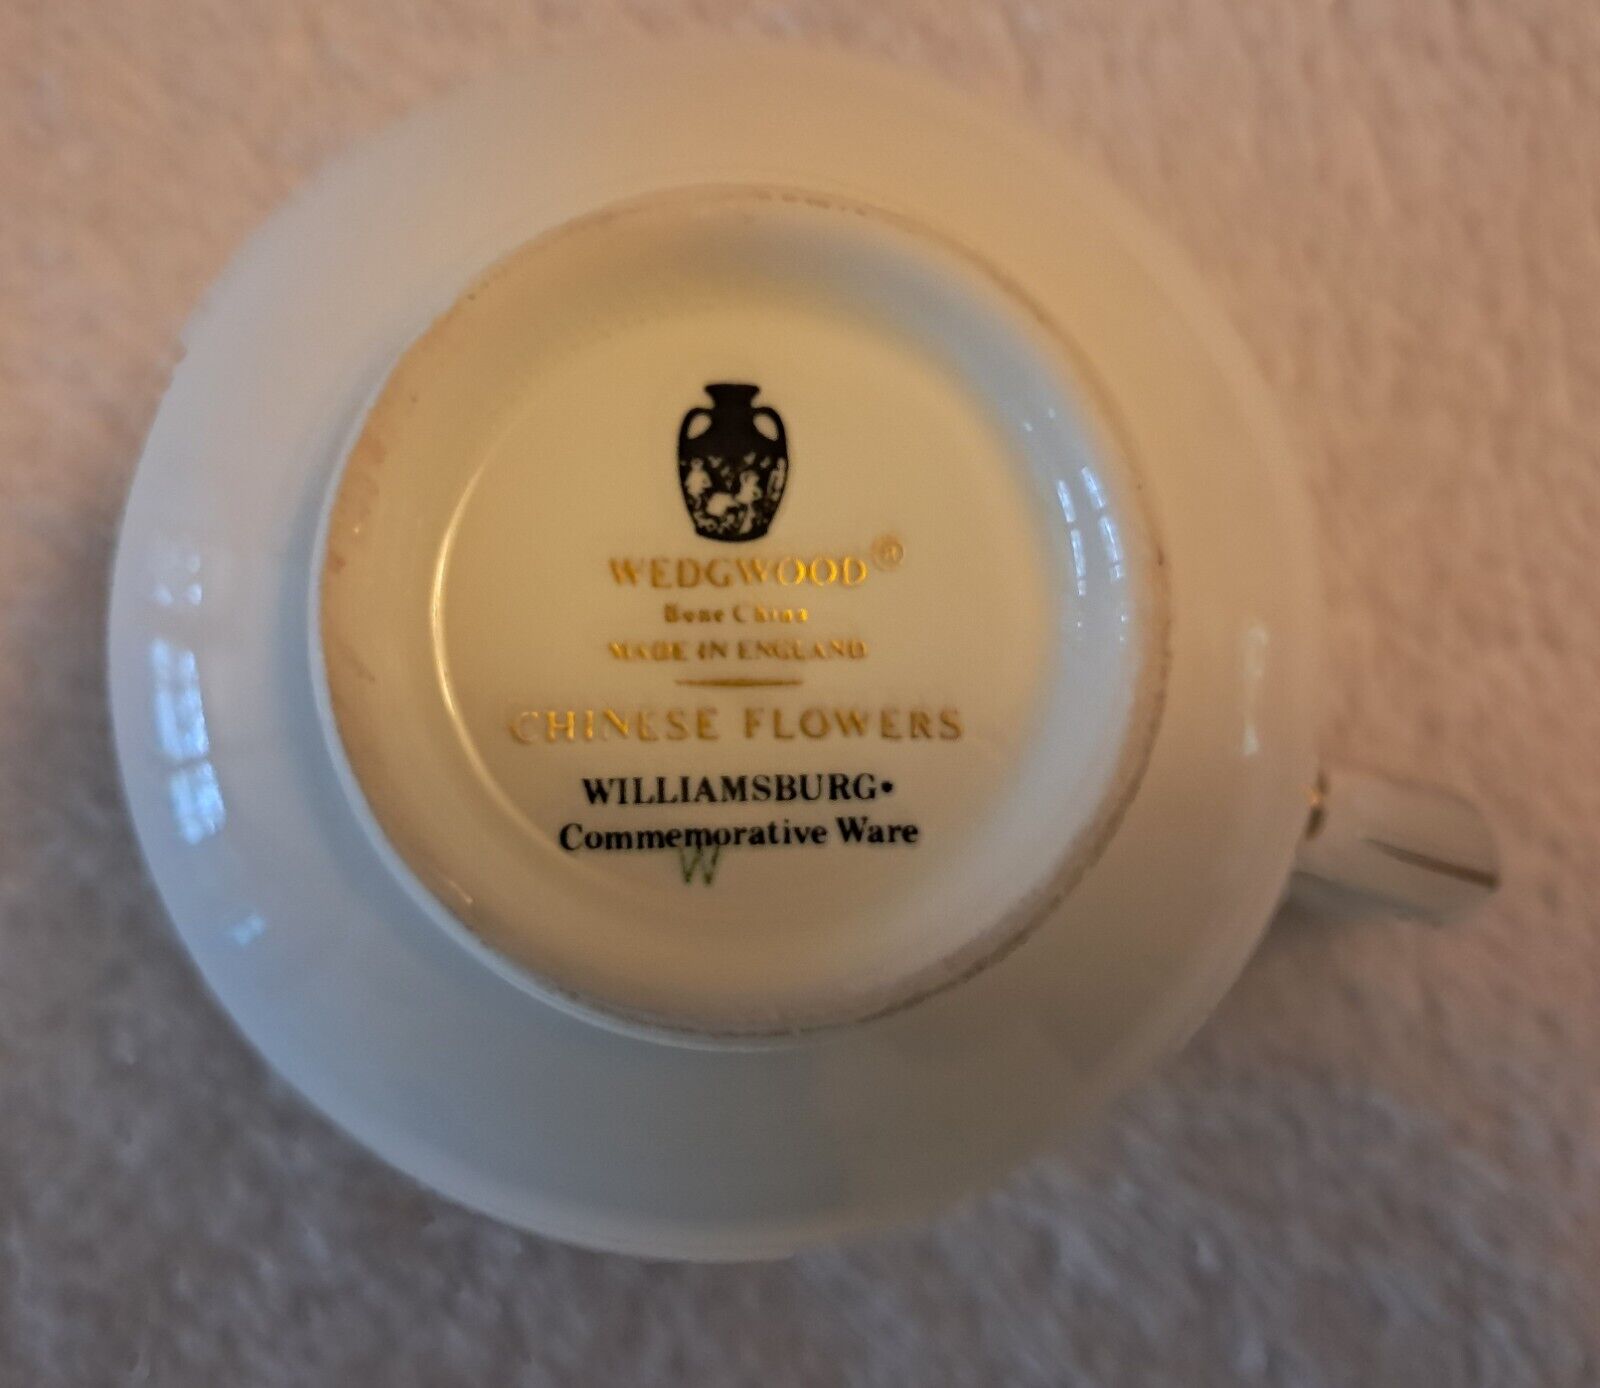 WEDGWOOD®
Bone China
MADE IN ENGLAND
CHINESE FLOWERS
WILLIAMSBURG•
Commemorative Ware
W